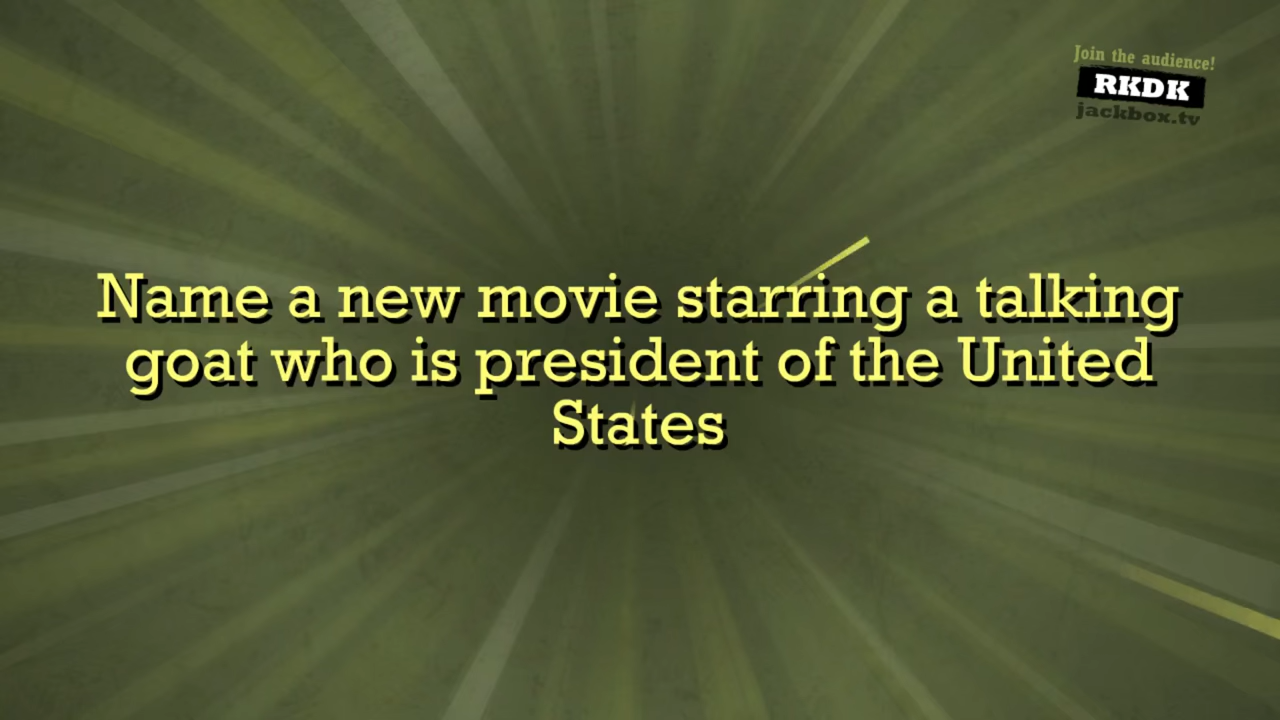 Join the audience!
RKDK
jackbox.tv
Name a new movie starring a talking
goat who is president of the United
States